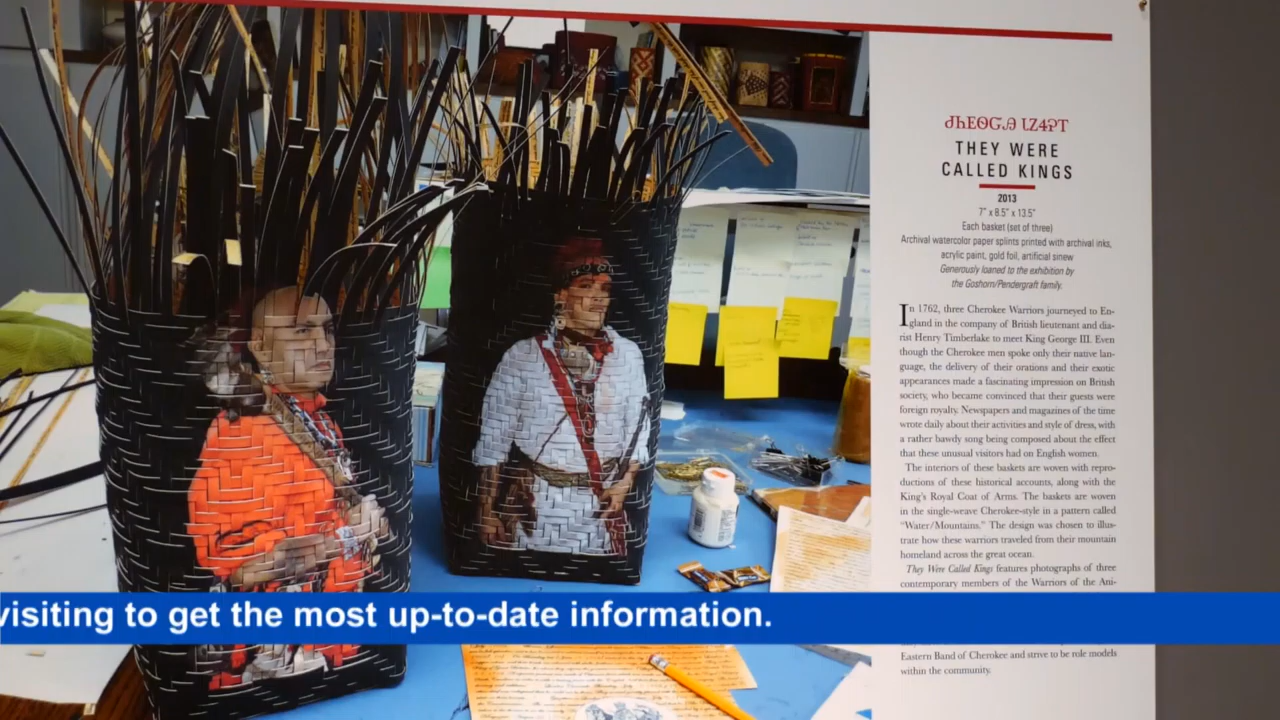 ᏧᏂᎬᏫᏳᎯ ᏓᏃᏎᎮᎢ
THEY WERE
CALLED KINGS
2013
7" x 8.5" x 13.5"
Each basket (set of three)
Archival watercolor paper splints printed with archival inks,
acrylic paint, gold foil, artificial sinew
Generously loaned to the exhibition by
the Goshorn/Pendergraft family.
In 1762, three Cherokee Warriors journeyed to En-
gland in the company of British lieutenant and dia-
rist Henry Timberlake to meet King George III. Even
though the Cherokee men spoke only their native lan-
guage, the delivery of their orations and their exotic
appearances made a fascinating impression on British
society, who became convinced that their guests were
foreign royalty. Newspapers and magazines of the time
wrote daily about their activities and style of dress, with
a rather bawdy song being composed about the effect
that these unusual visitors had on English women.
The interiors of these baskets are woven with repro-
ductions of these historical accounts, along with the
King's Royal Coat of Arms. The baskets are woven
in the single-weave Cherokee-style in a pattern called
"Water/Mountains." The design was chosen to illus-
trate how these warriors traveled from their mountain
homeland across the great ocean.
They Were Called Kings features photographs of three
contemporary members of the Warriors of the Ani-
visiting to get the most up-to-date information.
Eastern Band of Cherokee and strive to be role models
within the community.